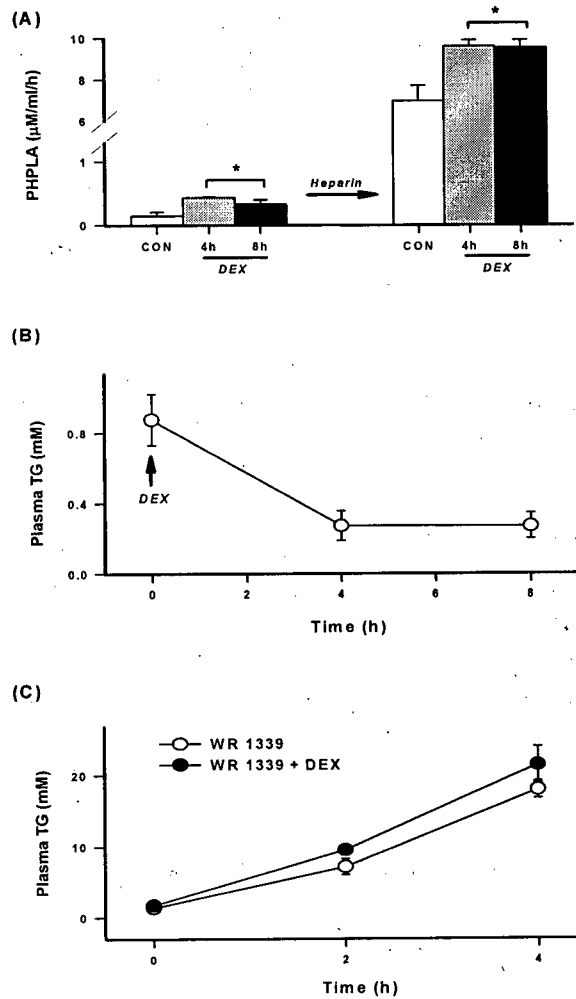 (A)
PHPLA (µM/ml/h)
10
8
6
1
0
*
*
Heparin
CON
4h
8h
DEX
CON
4h
8h
DEX
(B)
Plasma TG (mM)
0.8
0.4
0.0
DEX
0
2
4
6
8
Time (h)
(C)
Plasma TG (mM)
20
10
0
WR 1339
WR 1339 + DEX
0
2
4
Time (h)